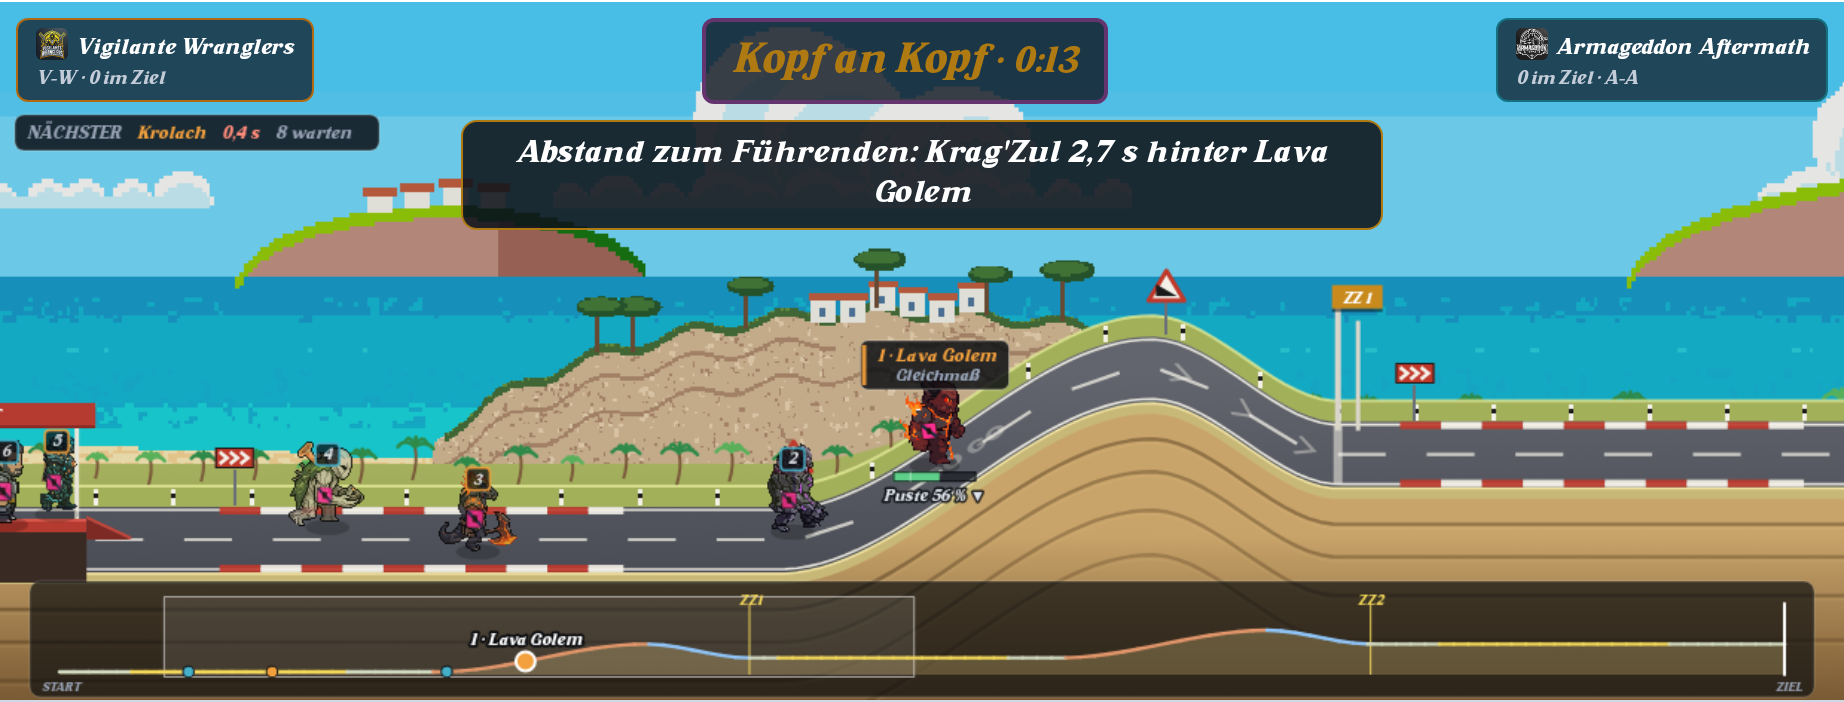 Vigilante Wranglers
V-W · 0 im Ziel
Kopf an Kopf · 0:13
Armageddon Aftermath
0 im Ziel · A-A
NÄCHSTER Krolach 0,4 s 8 warten
Abstand zum Führenden: Krag'Zul 2,7 s hinter Lava
Golem
ZZ 1
1 · Lava Golem
Gleichmaß
6
5
4
3
2
Puste 56 % ▼
ZZ1
ZZ2
1 · Lava Golem
START
ZIEL